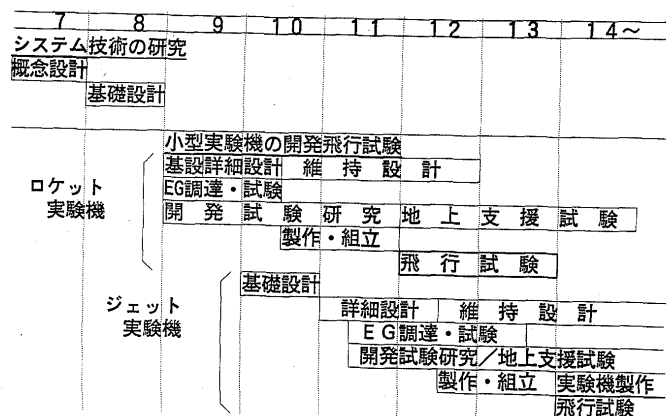 7 8 9 10 11 12 13 14～
システム技術の研究
概念設計
基礎設計
小型実験機の開発飛行試験
基設詳細設計 維持設計
ロケット
実験機
EG調達・試験
開発試験研究 地上支援試験
製作・組立
飛行試験
基礎設計
ジェット
実験機
詳細設計 維持設計
EG調達・試験
開発試験研究／地上支援試験
製作・組立 実験機製作
飛行試験